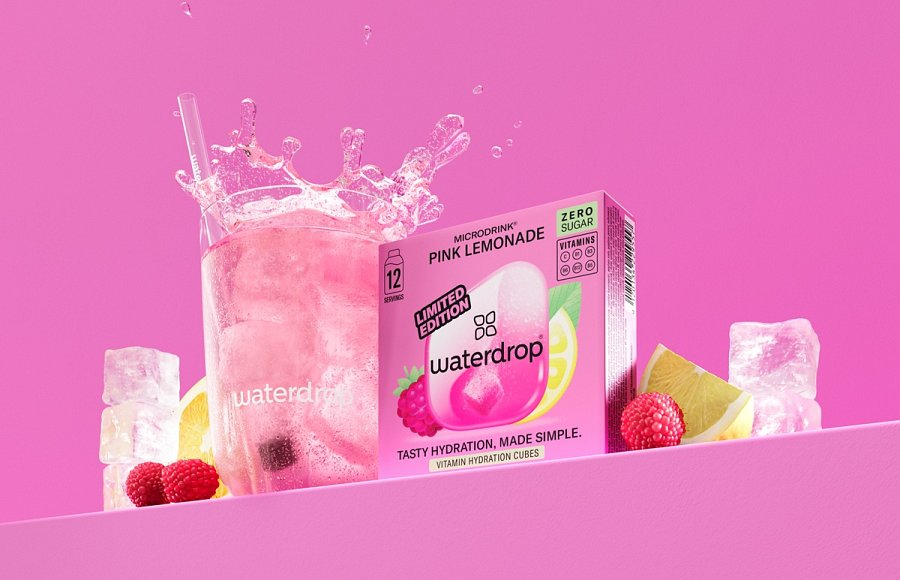 MICRODRINK®
PINK LEMONADE
ZERO
SUGAR
VITAMINS
12
SERVINGS
LIMITED
EDITION
waterdrop®
waterdrop
TASTY HYDRATION, MADE SIMPLE.
VITAMIN HYDRATION CUBES